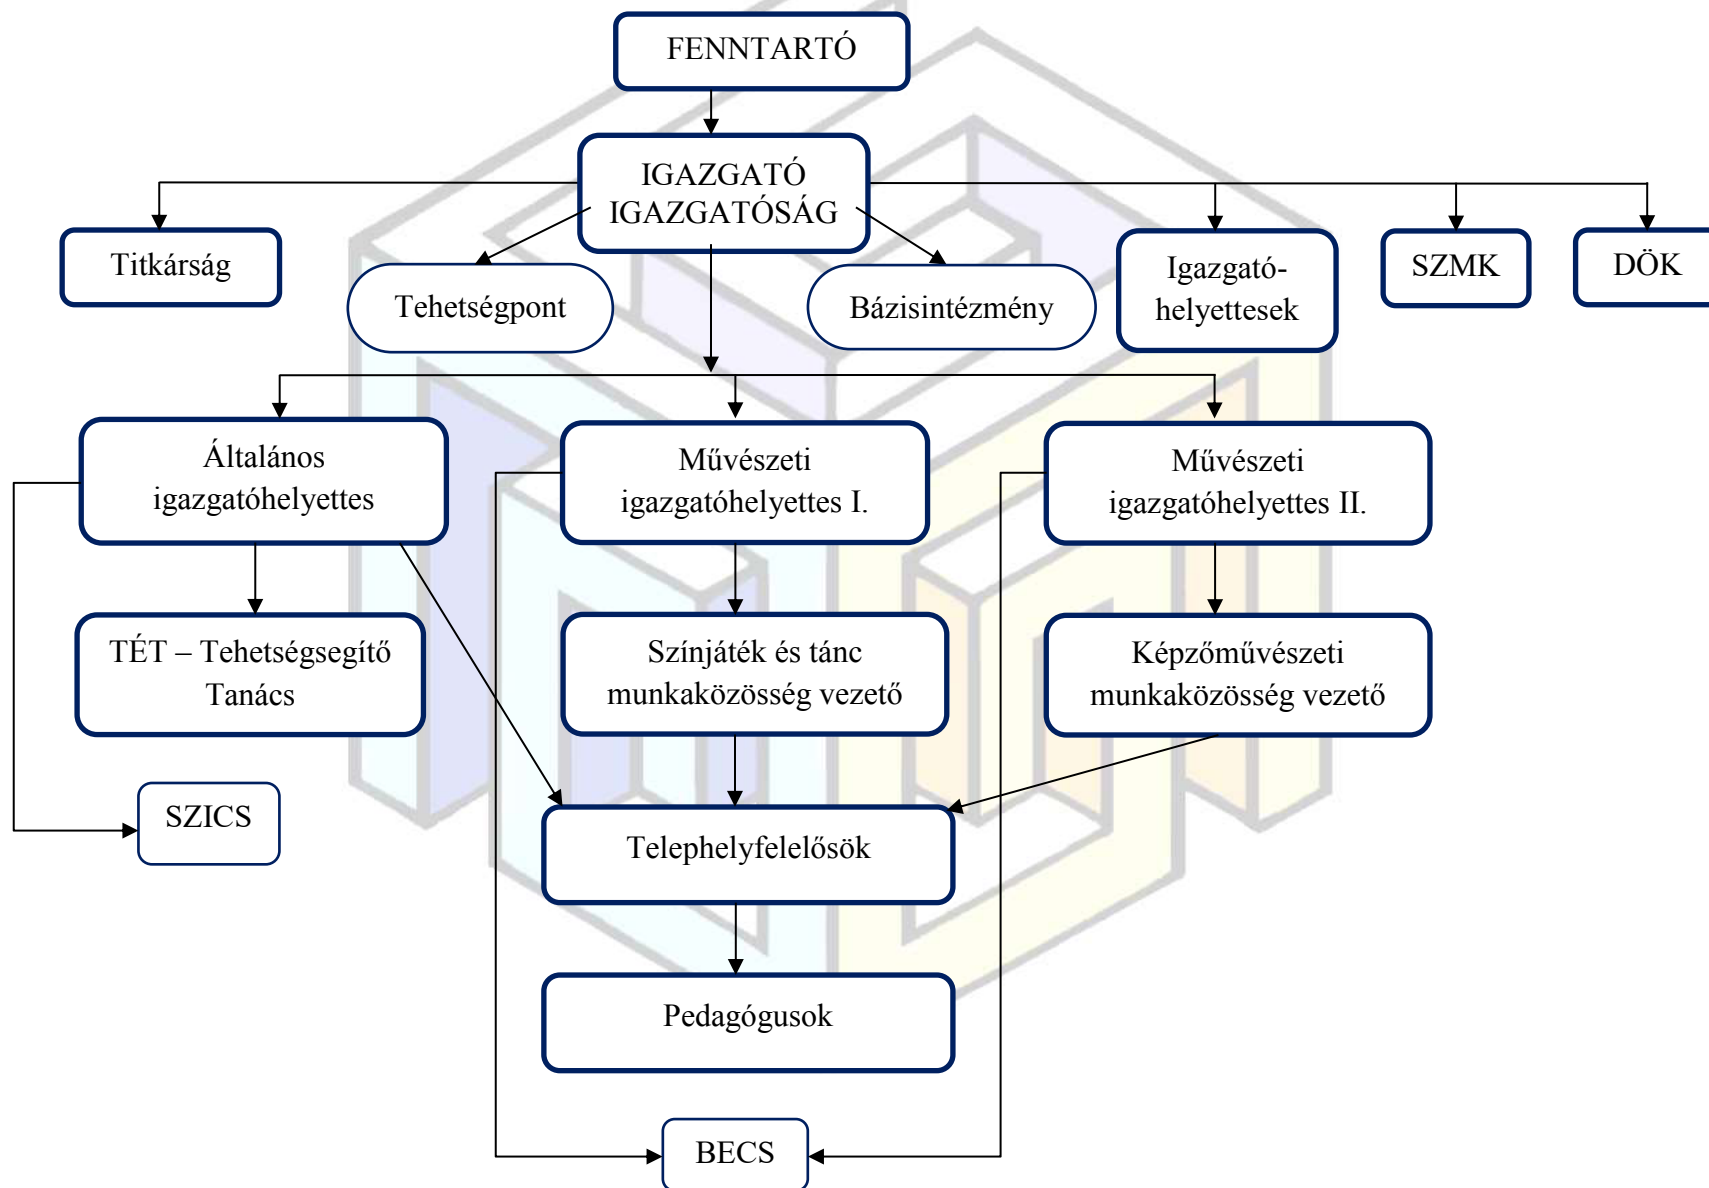 FENNTARTÓ
IGAZGATÓ
IGAZGATÓSÁG
Titkárság
Tehetségpont
Bázisintézmény
Igazgató-
helyettesek
SZMK
DÖK
Általános
igazgatóhelyettes
Művészeti
igazgatóhelyettes I.
Művészeti
igazgatóhelyettes II.
TÉT – Tehetségsegítő
Tanács
Színjáték és tánc
munkaközösség vezető
Képzőművészeti
munkaközösség vezető
SZICS
Telephelyfelelősök
Pedagógusok
BECS